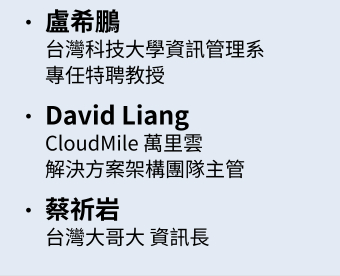 • 盧希鵬
台灣科技大學資訊管理系
專任特聘教授
• David Liang
CloudMile 萬里雲
解決方案架構團隊主管
• 蔡祈岩
台灣大哥大 資訊長